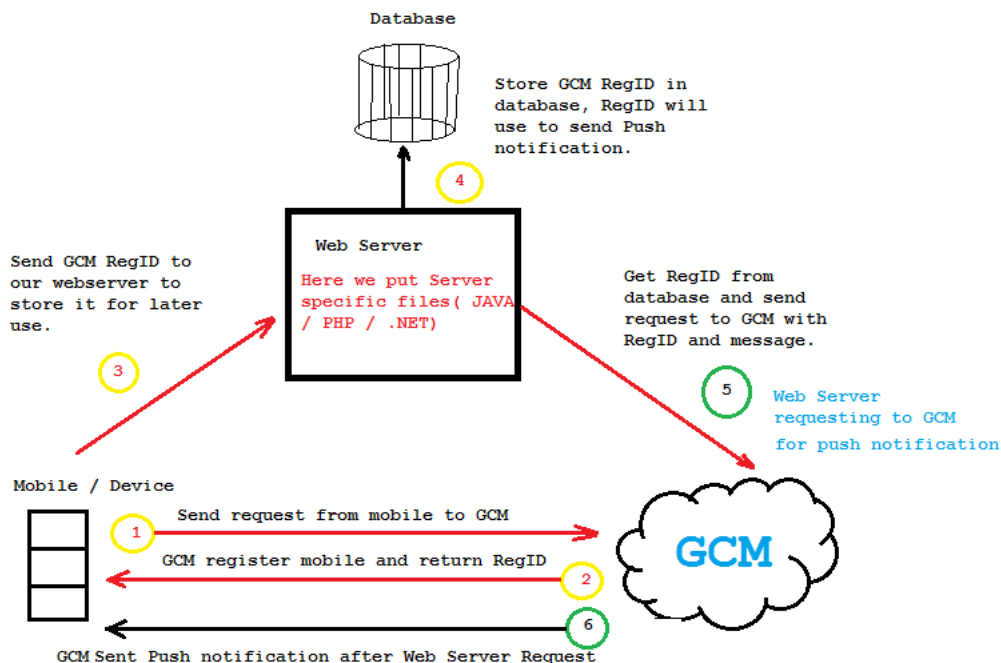 Database
Store GCM RegID in
database, RegID will
use to send Push
notification.
4
Web Server
Here we put Server
specific files( JAVA
/ PHP / .NET)
Send GCM RegID to
our webserver to
store it for later
use.
3
Get RegID from
database and send
request to GCM with
RegID and message.
5
Web Server
requesting to GCM
for push notification
Mobile / Device
1
Send request from mobile to GCM
GCM register mobile and return RegID
2
GCM
6
GCM Sent Push notification after Web Server Request